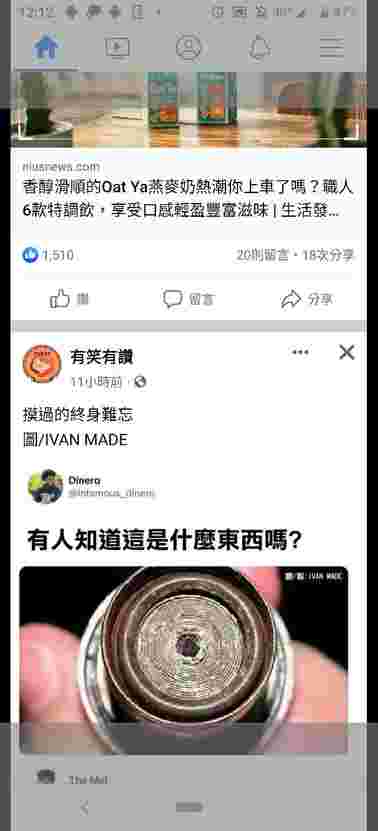 12:12
niusnews.com
香醇滑順的Oat Ya燕麥奶熱潮你上車了嗎？職人
6款特調飲，享受口感輕盈豐富滋味 | 生活發...
1,510
20則留言·18次分享
讚
留言
分享
有笑有讚
11小時前 ·
摸過的終身難忘
圖/IVAN MADE
Dinero
@infamous_dinero
有人知道這是什麼東西嗎?
圖/翻: IVAN MADE
The Mel